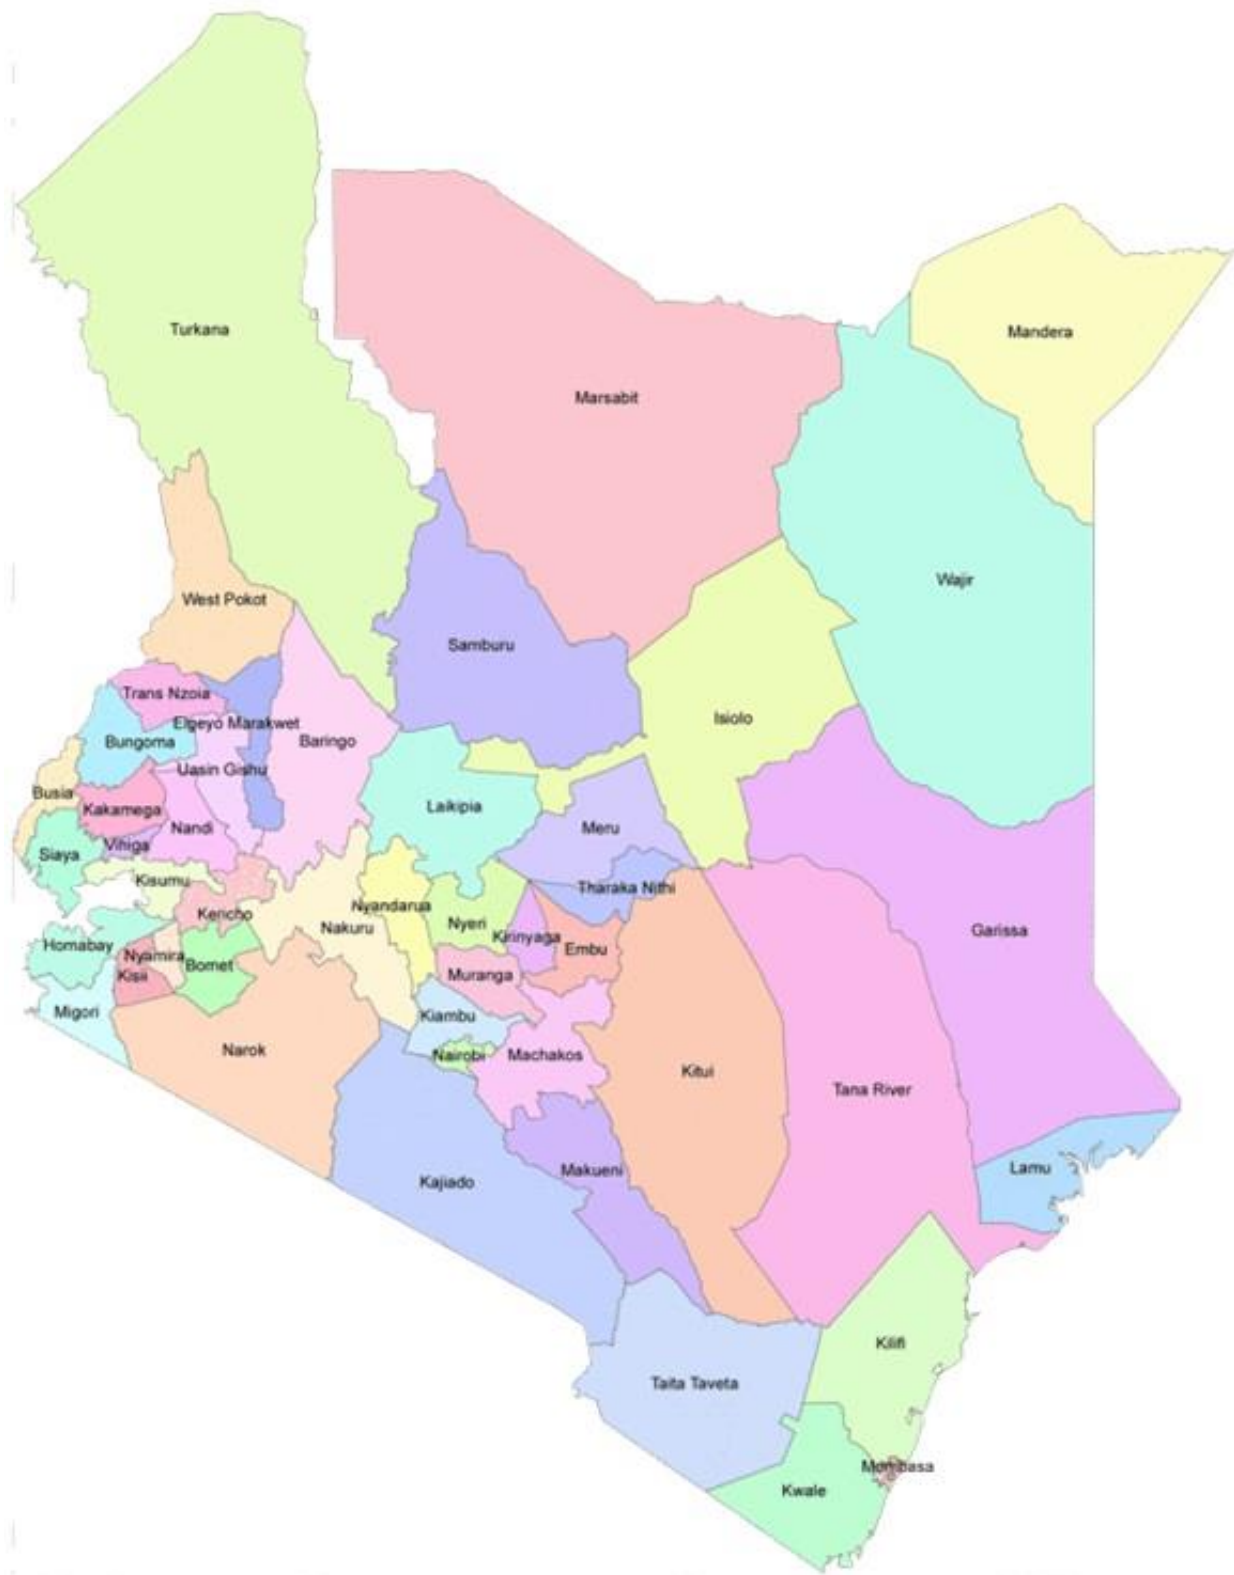 Turkana
Mandera
Marsabit
Wajir
West Pokot
Samburu
Trans Nzoia
Isiolo
Elgeyo Marakwet
Bungoma
Baringo
Uasin Gishu
Busia
Kakamega
Laikipia
Nandi
Meru
Vihiga
Siaya
Kisumu
Tharaka Nithi
Nyandarua
Kericho
Nyeri
Nakuru
Kirinyaga
Garissa
Homabay
Embu
Nyamira
Bomet
Kisii
Muranga
Migori
Kiambu
Narok
Nairobi
Machakos
Kitui
Tana River
Lamu
Makueni
Kajiado
Kilifi
Taita Taveta
Mombasa
Kwale